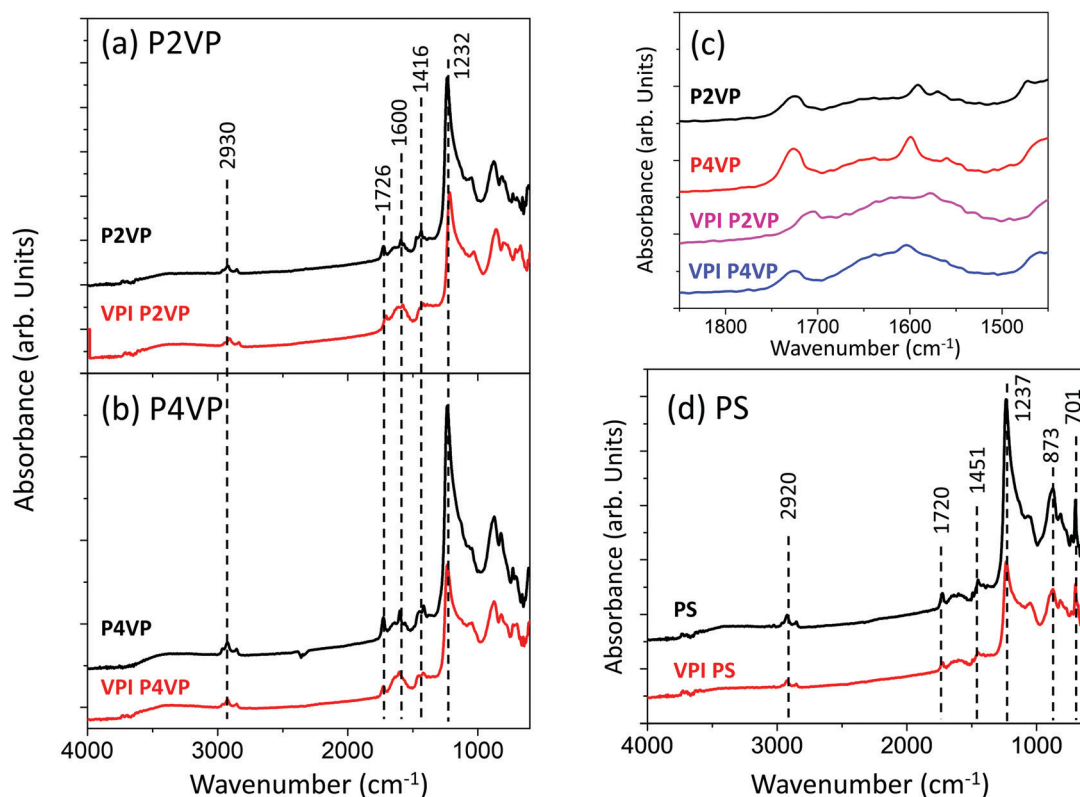 (a) P2VP
2930
1726
1600
1416
1232
P2VP
VPI P2VP
(b) P4VP
P4VP
VPI P4VP
4000 3000 2000 1000
Wavenumber (cm⁻¹)
Absorbance (arb. Units)
(c)
P2VP
P4VP
VPI P2VP
VPI P4VP
1800 1700 1600 1500
Wavenumber (cm⁻¹)
Absorbance (arb. Units)
(d) PS
2920
1720
1451
1237
873
701
PS
VPI PS
4000 3000 2000 1000
Wavenumber (cm⁻¹)
Absorbance (arb. Units)